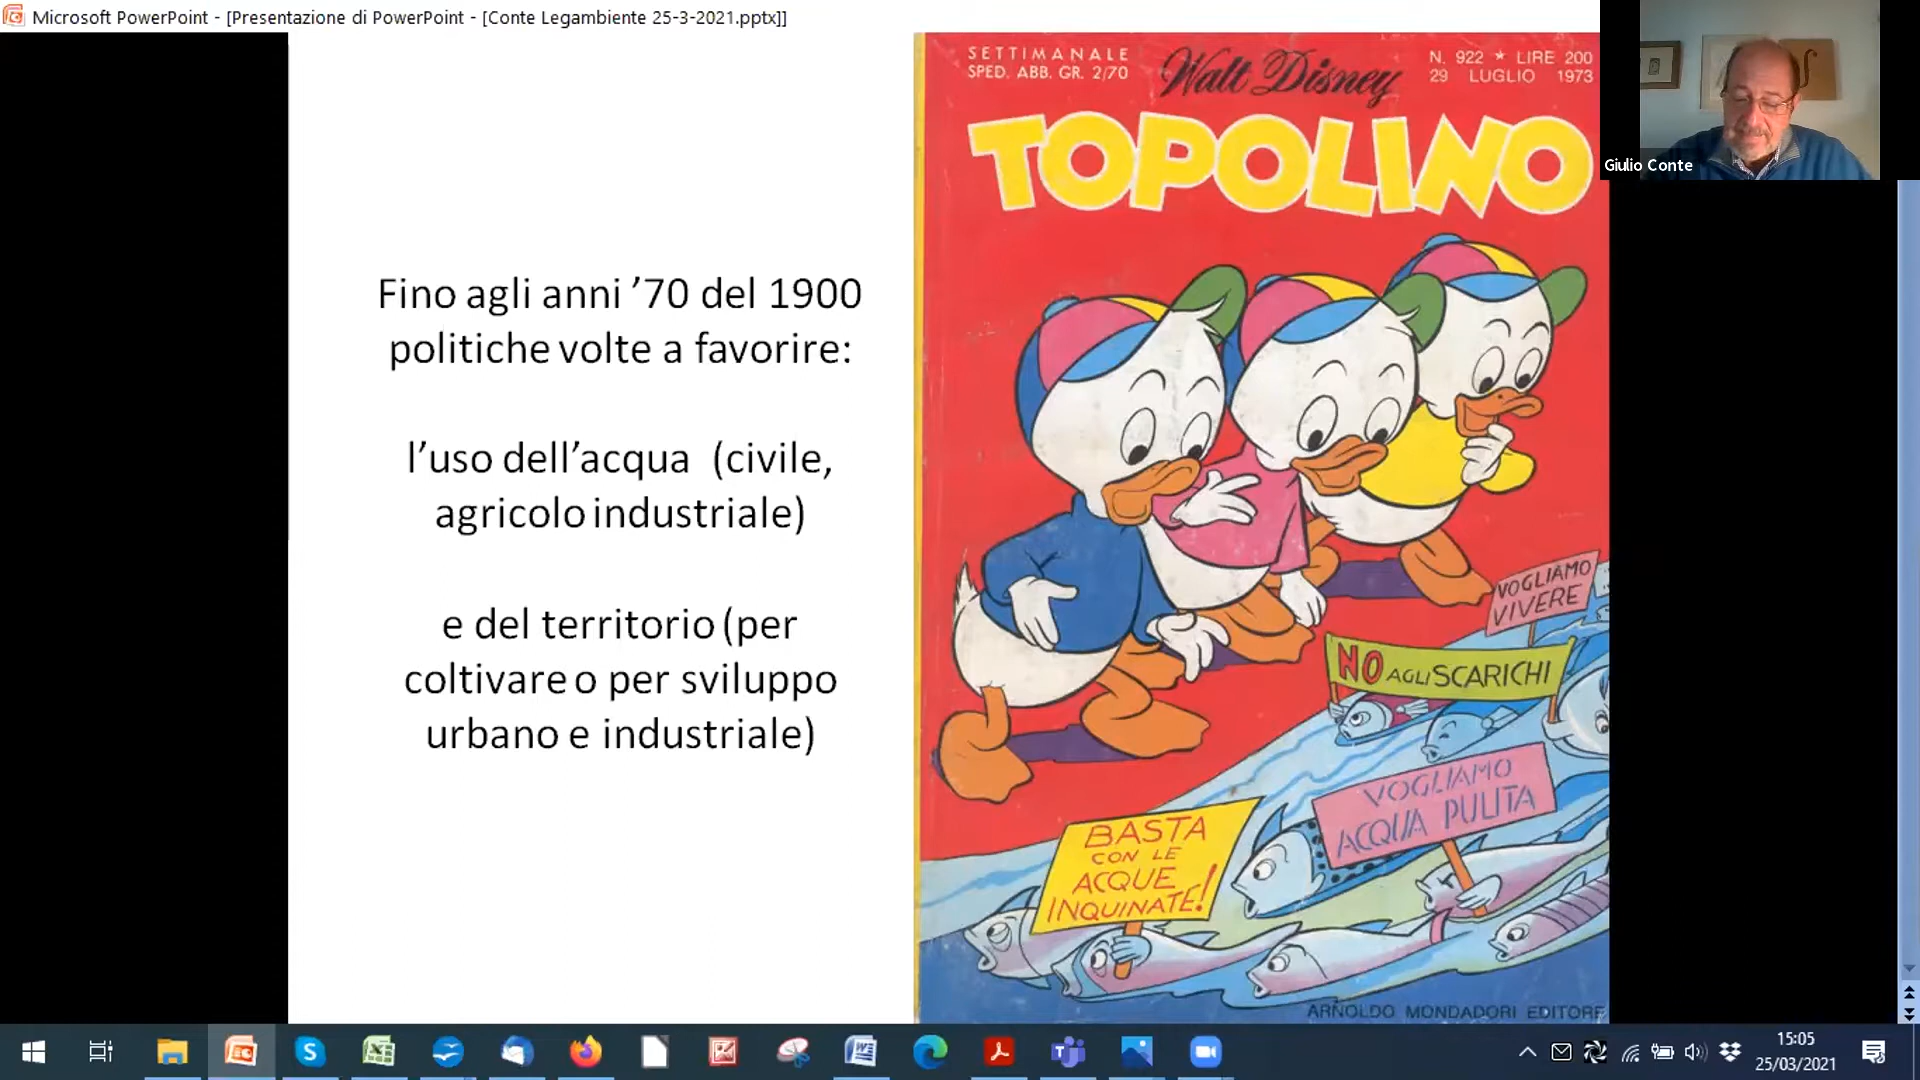 Microsoft PowerPoint - [Presentazione di PowerPoint - [Conte Legambiente 25-3-2021.pptx]]
Giulio Conte
Fino agli anni ’70 del 1900
politiche volte a favorire:
l’uso dell’acqua (civile,
agricolo industriale)
e del territorio (per
coltivare o per sviluppo
urbano e industriale)
SETTIMANALE
SPED. ABB. GR. 2/70
Walt Disney
N. 922 * LIRE 200
29 LUGLIO 1973
TOPOLINO
VOGLIAMO
VIVERE
NO AGLI SCARICHI
VOGLIAMO
ACQUA PULITA
BASTA
CON LE
ACQUE
INQUINATE!
ARNOLDO MONDADORI EDITORE
15:05
25/03/2021